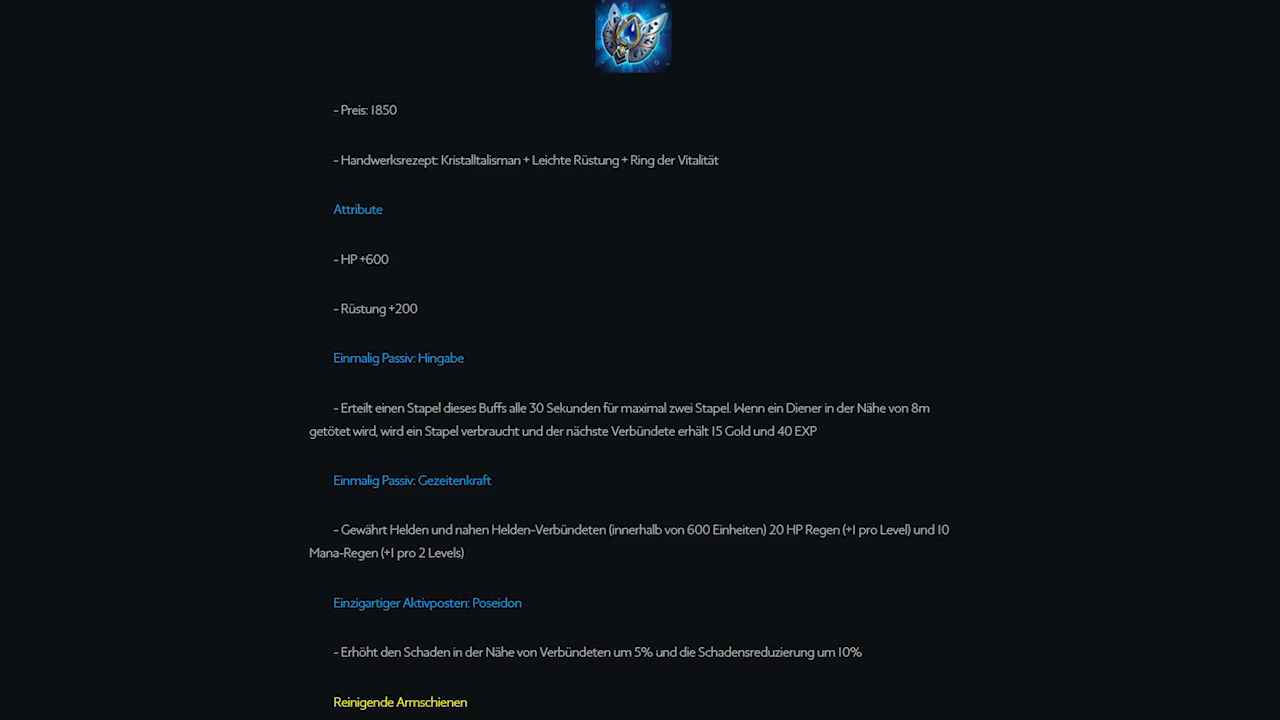 - Preis: 1850
- Handwerksrezept: Kristalltalisman + Leichte Rüstung + Ring der Vitalität
Attribute
- HP +600
- Rüstung +200
Einmalig Passiv: Hingabe
- Erteilt einen Stapel dieses Buffs alle 30 Sekunden für maximal zwei Stapel. Wenn ein Diener in der Nähe von 8m
getötet wird, wird ein Stapel verbraucht und der nächste Verbündete erhält 15 Gold und 40 EXP
Einmalig Passiv: Gezeitenkraft
- Gewährt Helden und nahen Helden-Verbündeten (innerhalb von 600 Einheiten) 20 HP Regen (+1 pro Level) und 10
Mana-Regen (+1 pro 2 Levels)
Einzigartiger Aktivposten: Poseidon
- Erhöht den Schaden in der Nähe von Verbündeten um 5% und die Schadensreduzierung um 10%
Reinigende Armschienen